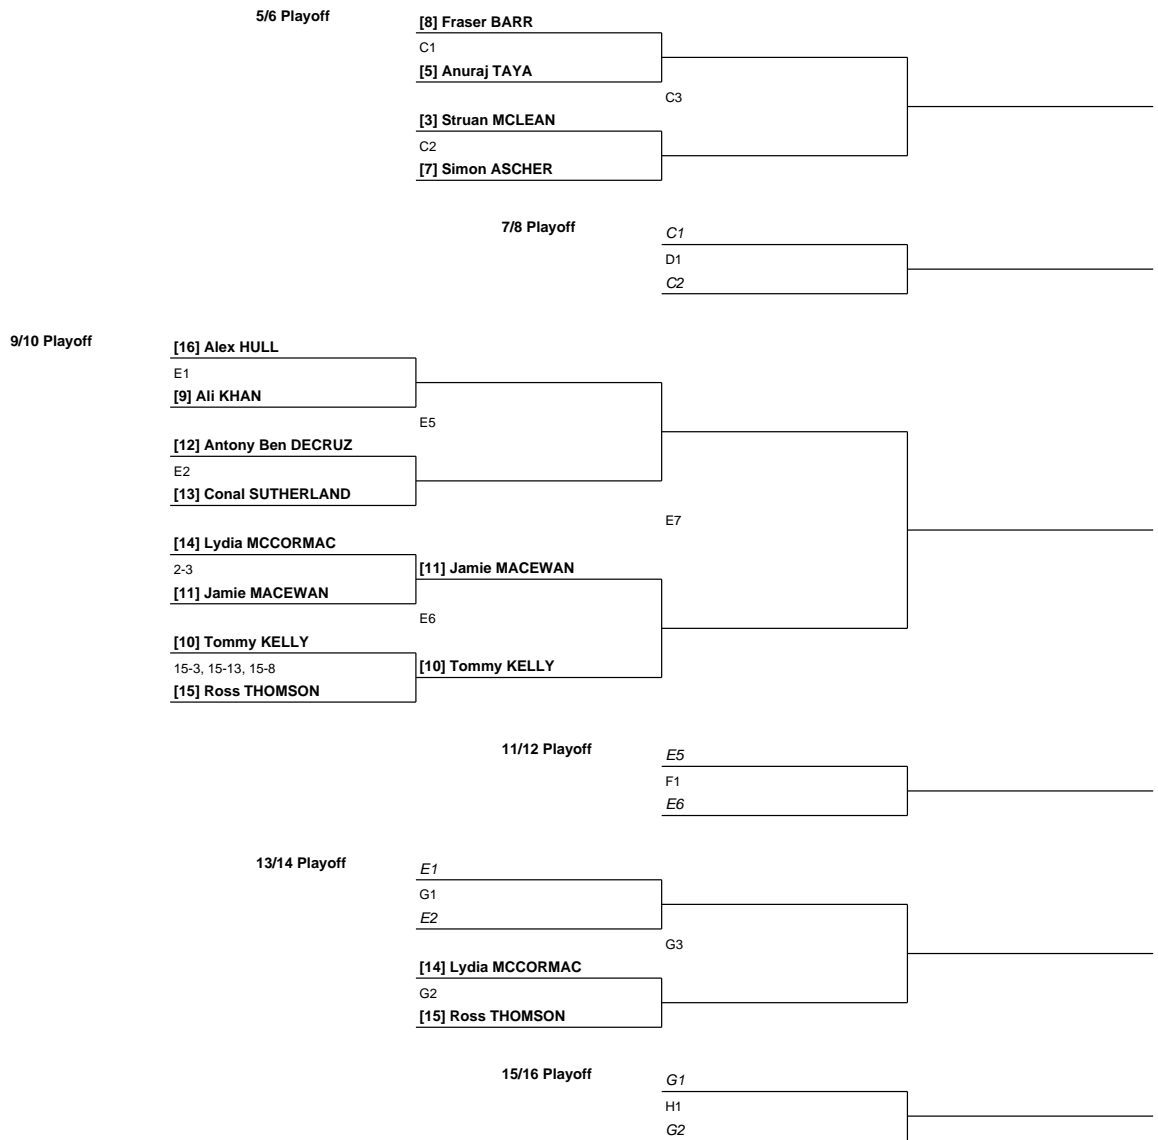 5/6 Playoff
[8] Fraser BARR
C1
[5] Anuraj TAYA
C3
[3] Struan MCLEAN
C2
[7] Simon ASCHER
7/8 Playoff
C1
D1
C2
9/10 Playoff
[16] Alex HULL
E1
[9] Ali KHAN
E5
[12] Antony Ben DECRUZ
E2
[13] Conal SUTHERLAND
E7
[14] Lydia MCCORMAC
2-3
[11] Jamie MACEWAN
[11] Jamie MACEWAN
E6
[10] Tommy KELLY
15-3, 15-13, 15-8
[10] Tommy KELLY
[15] Ross THOMSON
11/12 Playoff
E5
F1
E6
13/14 Playoff
E1
G1
E2
G3
[14] Lydia MCCORMAC
G2
[15] Ross THOMSON
15/16 Playoff
G1
H1
G2